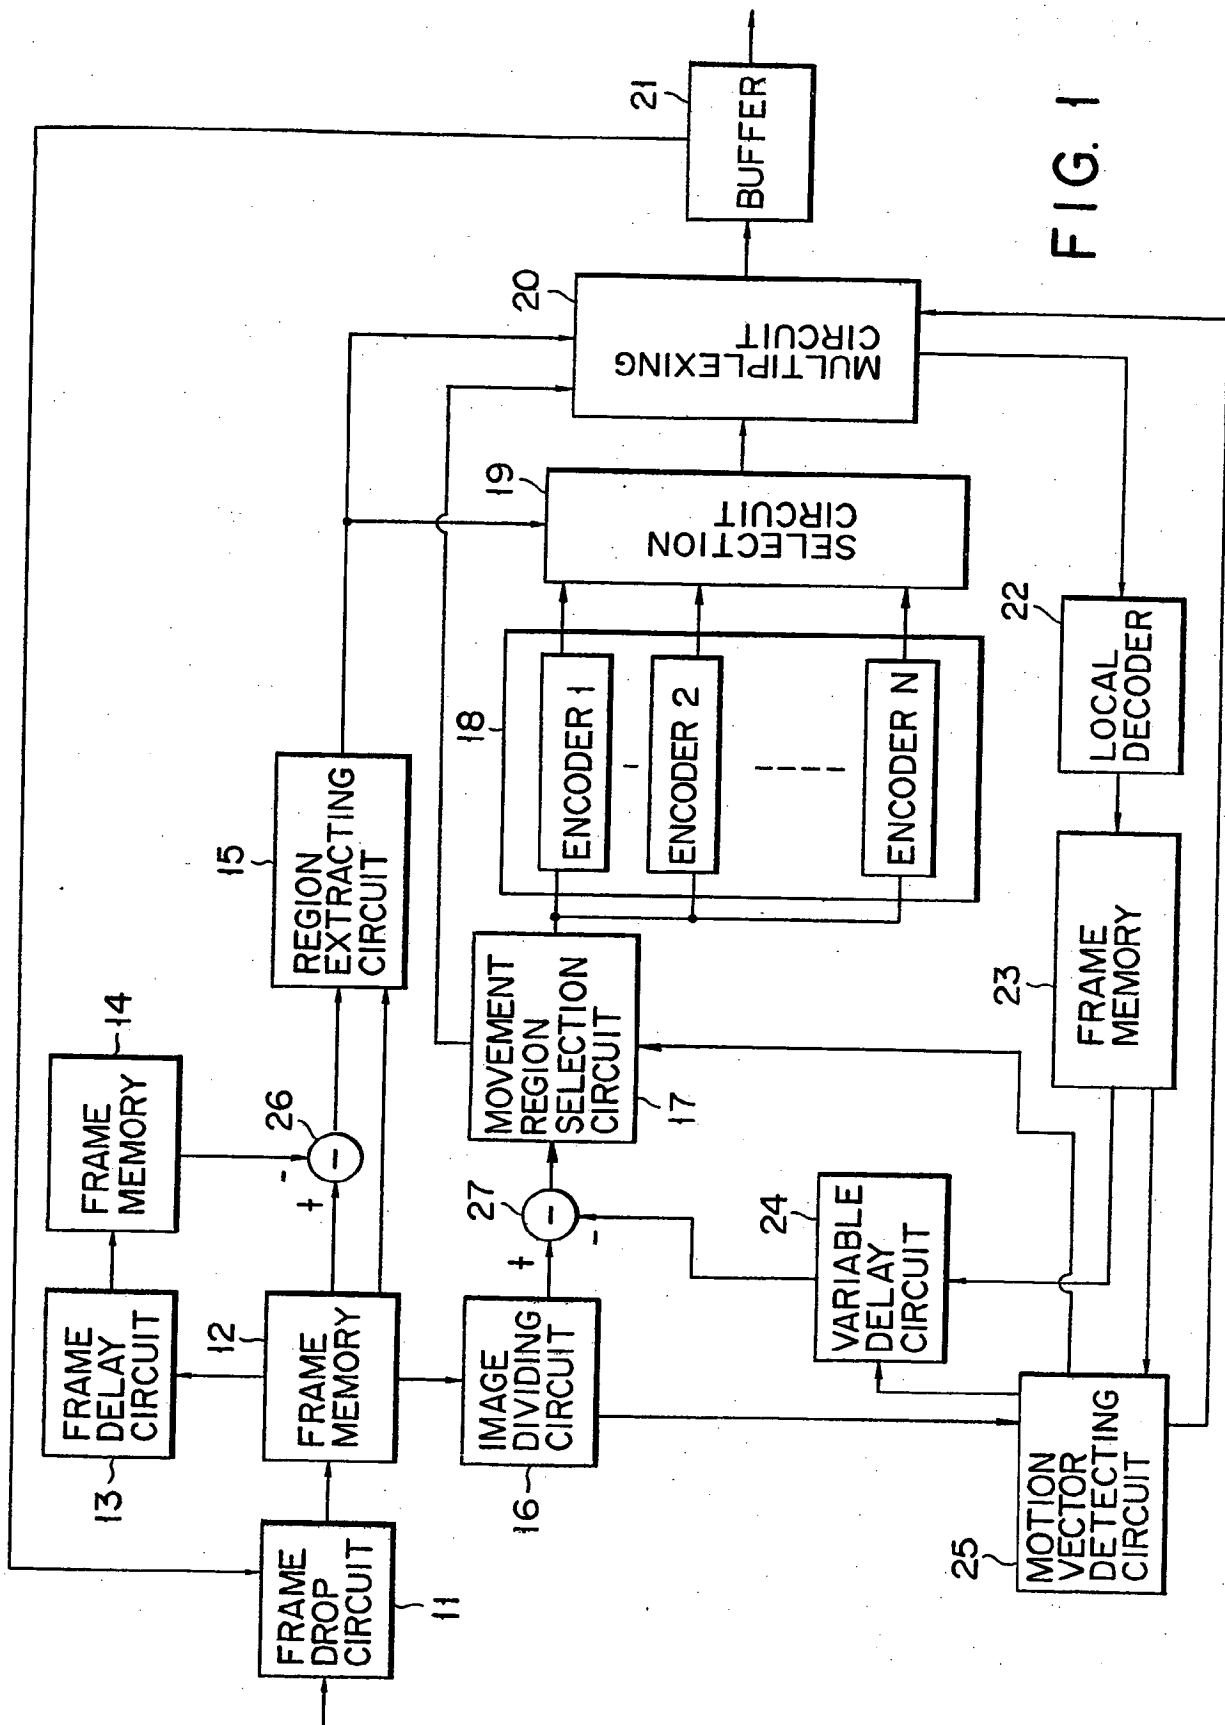 FRAME
DROP
CIRCUIT
11
FRAME
DELAY
CIRCUIT
13
FRAME
MEMORY
12
FRAME
MEMORY
14
+
-
-
26
REGION
EXTRACTING
CIRCUIT
15
IMAGE
DIVIDING
CIRCUIT
16
+
-
-
27
MOVEMENT
REGION
SELECTION
CIRCUIT
17
18
ENCODER 1
ENCODER 2
ENCODER N
SELECTION
CIRCUIT
19
MULTIPLEXING
CIRCUIT
20
BUFFER
21
MOTION
VECTOR
DETECTING
CIRCUIT
25
VARIABLE
DELAY
CIRCUIT
24
FRAME
MEMORY
23
LOCAL
DECODER
22
FIG. 1